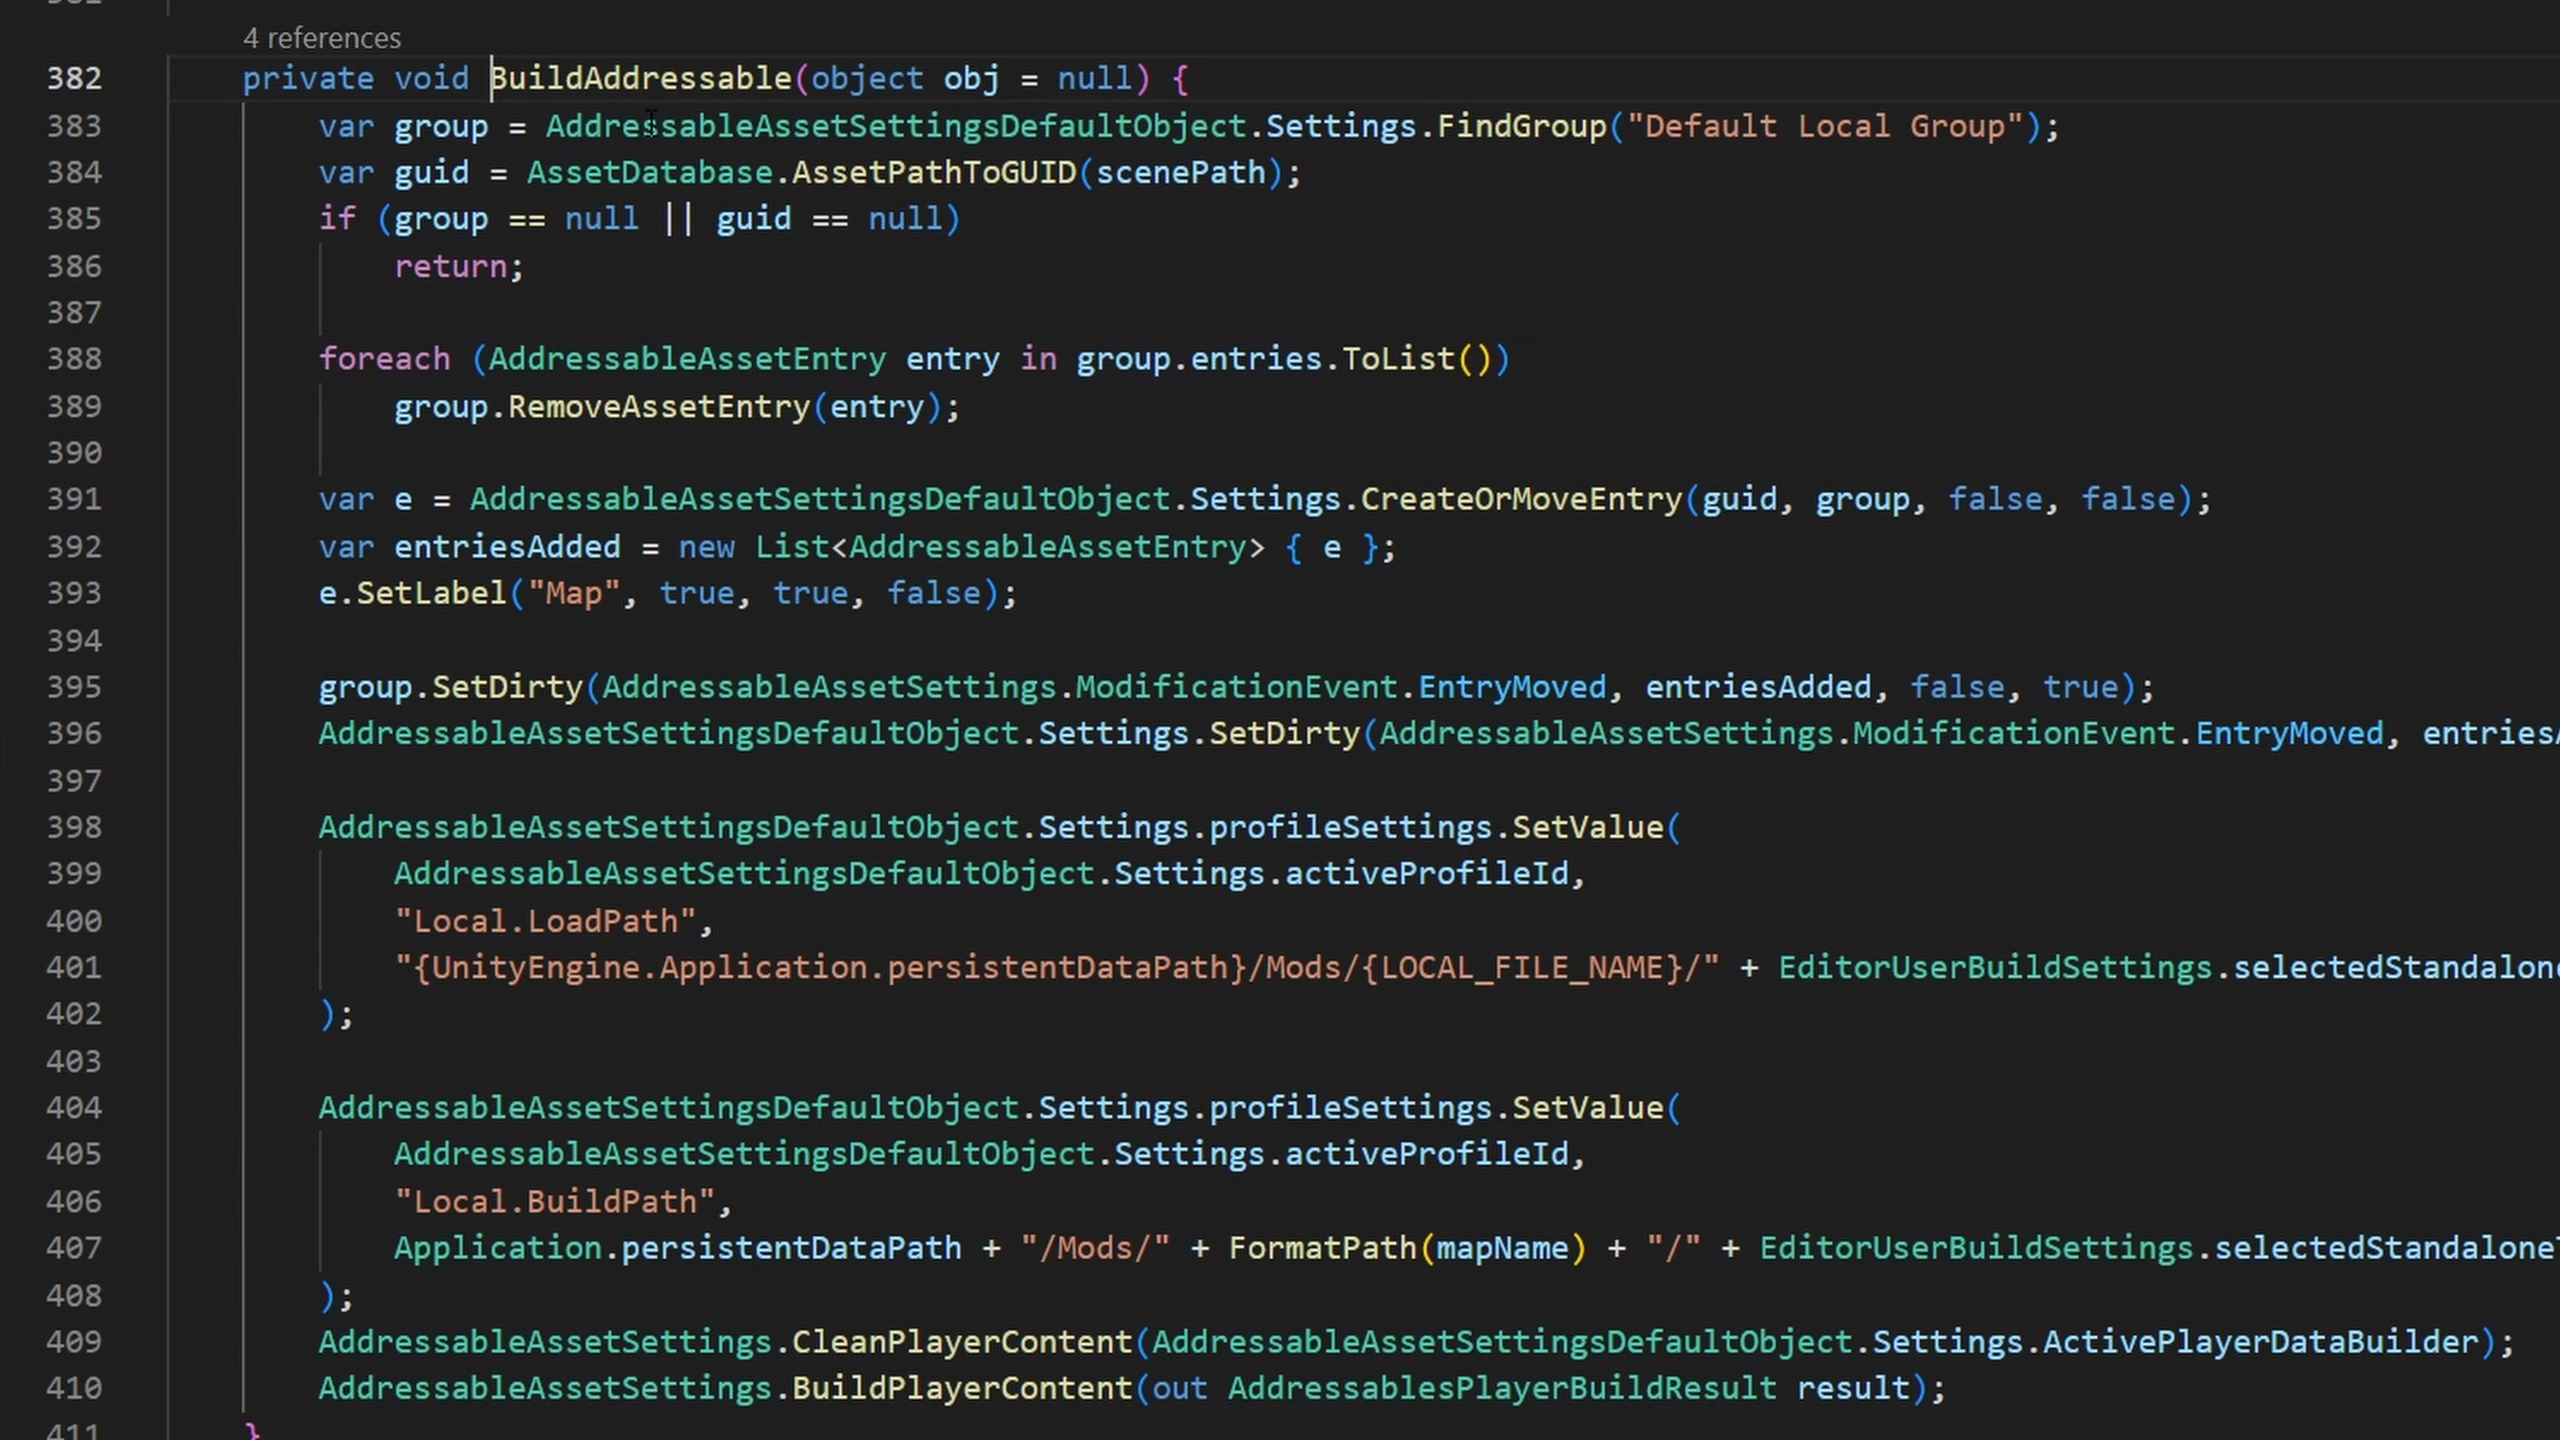 4 references
382 private void BuildAddressable(object obj = null) {
383 var group = AddressableAssetSettingsDefaultObject.Settings.FindGroup("Default Local Group");
384 var guid = AssetDatabase.AssetPathToGUID(scenePath);
385 if (group == null || guid == null)
386 return;
387
388 foreach (AddressableAssetEntry entry in group.entries.ToList())
389 group.RemoveAssetEntry(entry);
390
391 var e = AddressableAssetSettingsDefaultObject.Settings.CreateOrMoveEntry(guid, group, false, false);
392 var entriesAdded = new List<AddressableAssetEntry> { e };
393 e.SetLabel("Map", true, true, false);
394
395 group.SetDirty(AddressableAssetSettings.ModificationEvent.EntryMoved, entriesAdded, false, true);
396 AddressableAssetSettingsDefaultObject.Settings.SetDirty(AddressableAssetSettings.ModificationEvent.EntryMoved, entries
397
398 AddressableAssetSettingsDefaultObject.Settings.profileSettings.SetValue(
399 AddressableAssetSettingsDefaultObject.Settings.activeProfileId,
400 "Local.LoadPath",
401 "{UnityEngine.Application.persistentDataPath}/Mods/{LOCAL_FILE_NAME}/" + EditorUserBuildSettings.selectedStandalon
402 );
403
404 AddressableAssetSettingsDefaultObject.Settings.profileSettings.SetValue(
405 AddressableAssetSettingsDefaultObject.Settings.activeProfileId,
406 "Local.BuildPath",
407 Application.persistentDataPath + "/Mods/" + FormatPath(mapName) + "/" + EditorUserBuildSettings.selectedStandalone
408 );
409 AddressableAssetSettings.CleanPlayerContent(AddressableAssetSettingsDefaultObject.Settings.ActivePlayerDataBuilder);
410 AddressableAssetSettings.BuildPlayerContent(out AddressablesPlayerBuildResult result);
411 }